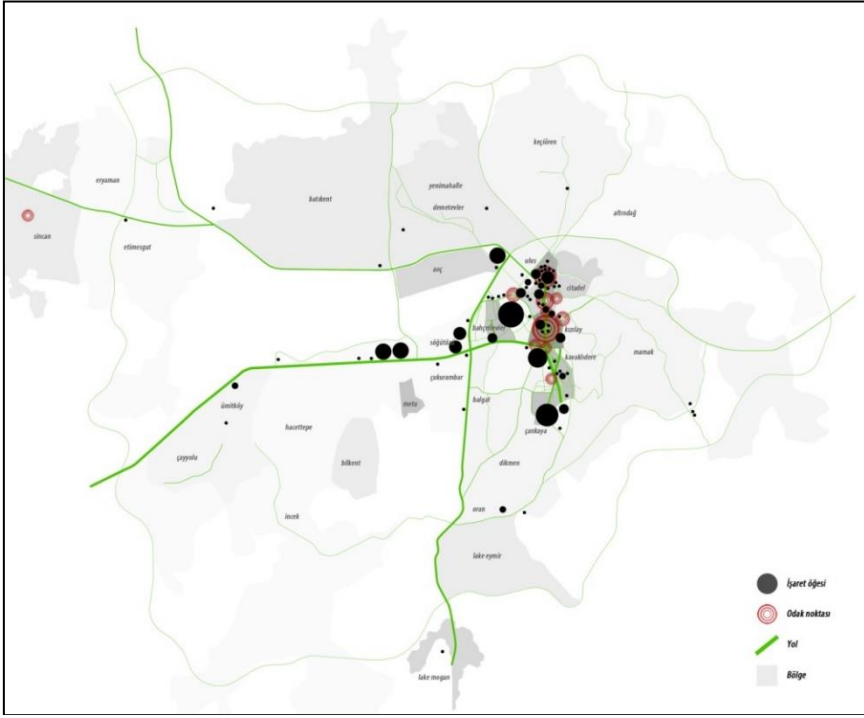 keçiören
eryaman
batıkent
yenimahalle
demetevler
altındağ
sincan
etimesgut
aoç
ulus
citadel
bahçelievler
kızılay
söğütözü
kavaklıdere
mamak
çukurambar
ümitköy
metu
balgat
hacettepe
çankaya
çayyolu
bilkent
dikmen
incek
oran
lake eymir
İşaret öğesi
Odak noktası
Yol
Bölge
lake mogan